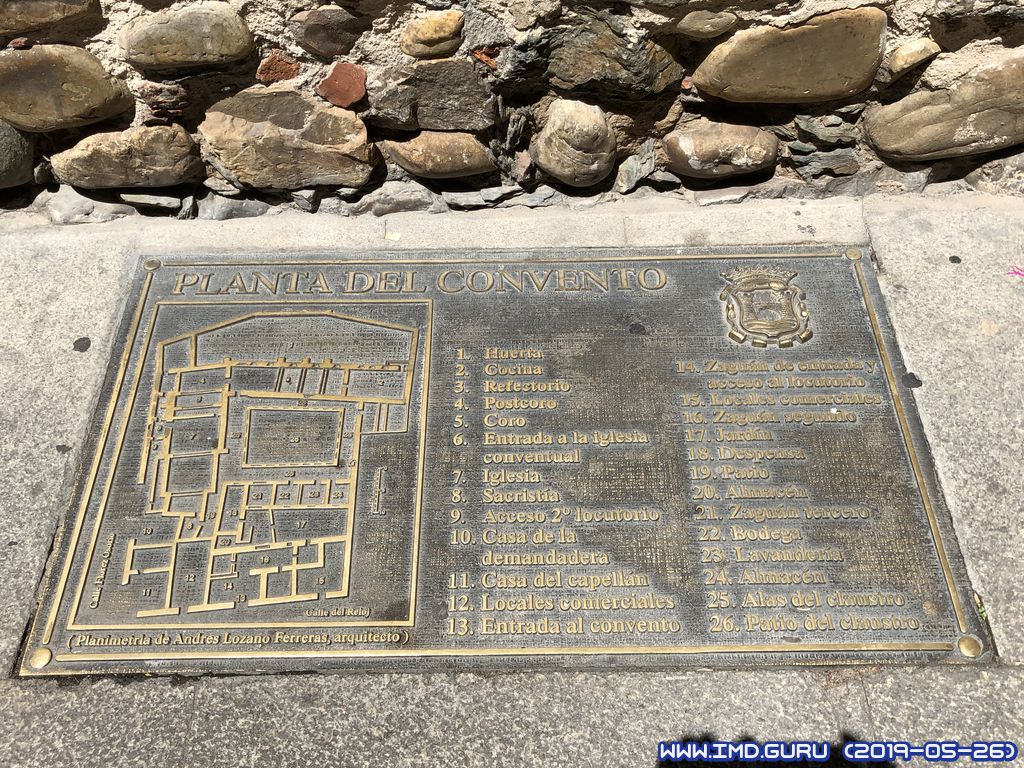 PLANTA DEL CONVENTO
1. Huerta
2. Cocina
3. Refectorio
4. Postcoro
5. Coro
6. Entrada a la iglesia
conventual
7. Iglesia
8. Sacristía
9. Acceso 2º locutorio
10. Casa de la
demandadera
11. Casa del capellán
12. Locales comerciales
13. Entrada al convento
14. Zaguán de entrada y
acceso al locutorio
15. Locales comerciales
16. Zaguán segundo
17. Jardín
18. Despensa
19. Patio
20. Almacén
21. Zaguán tercero
22. Bodega
23. Lavandería
24. Almacén
25. Alas del claustro
26. Patio del claustro
Calle del Reloj
(Planimetría de Andrés Lozano Ferreras, arquitecto)
WWW.IMD.GURU (2019-05-26)